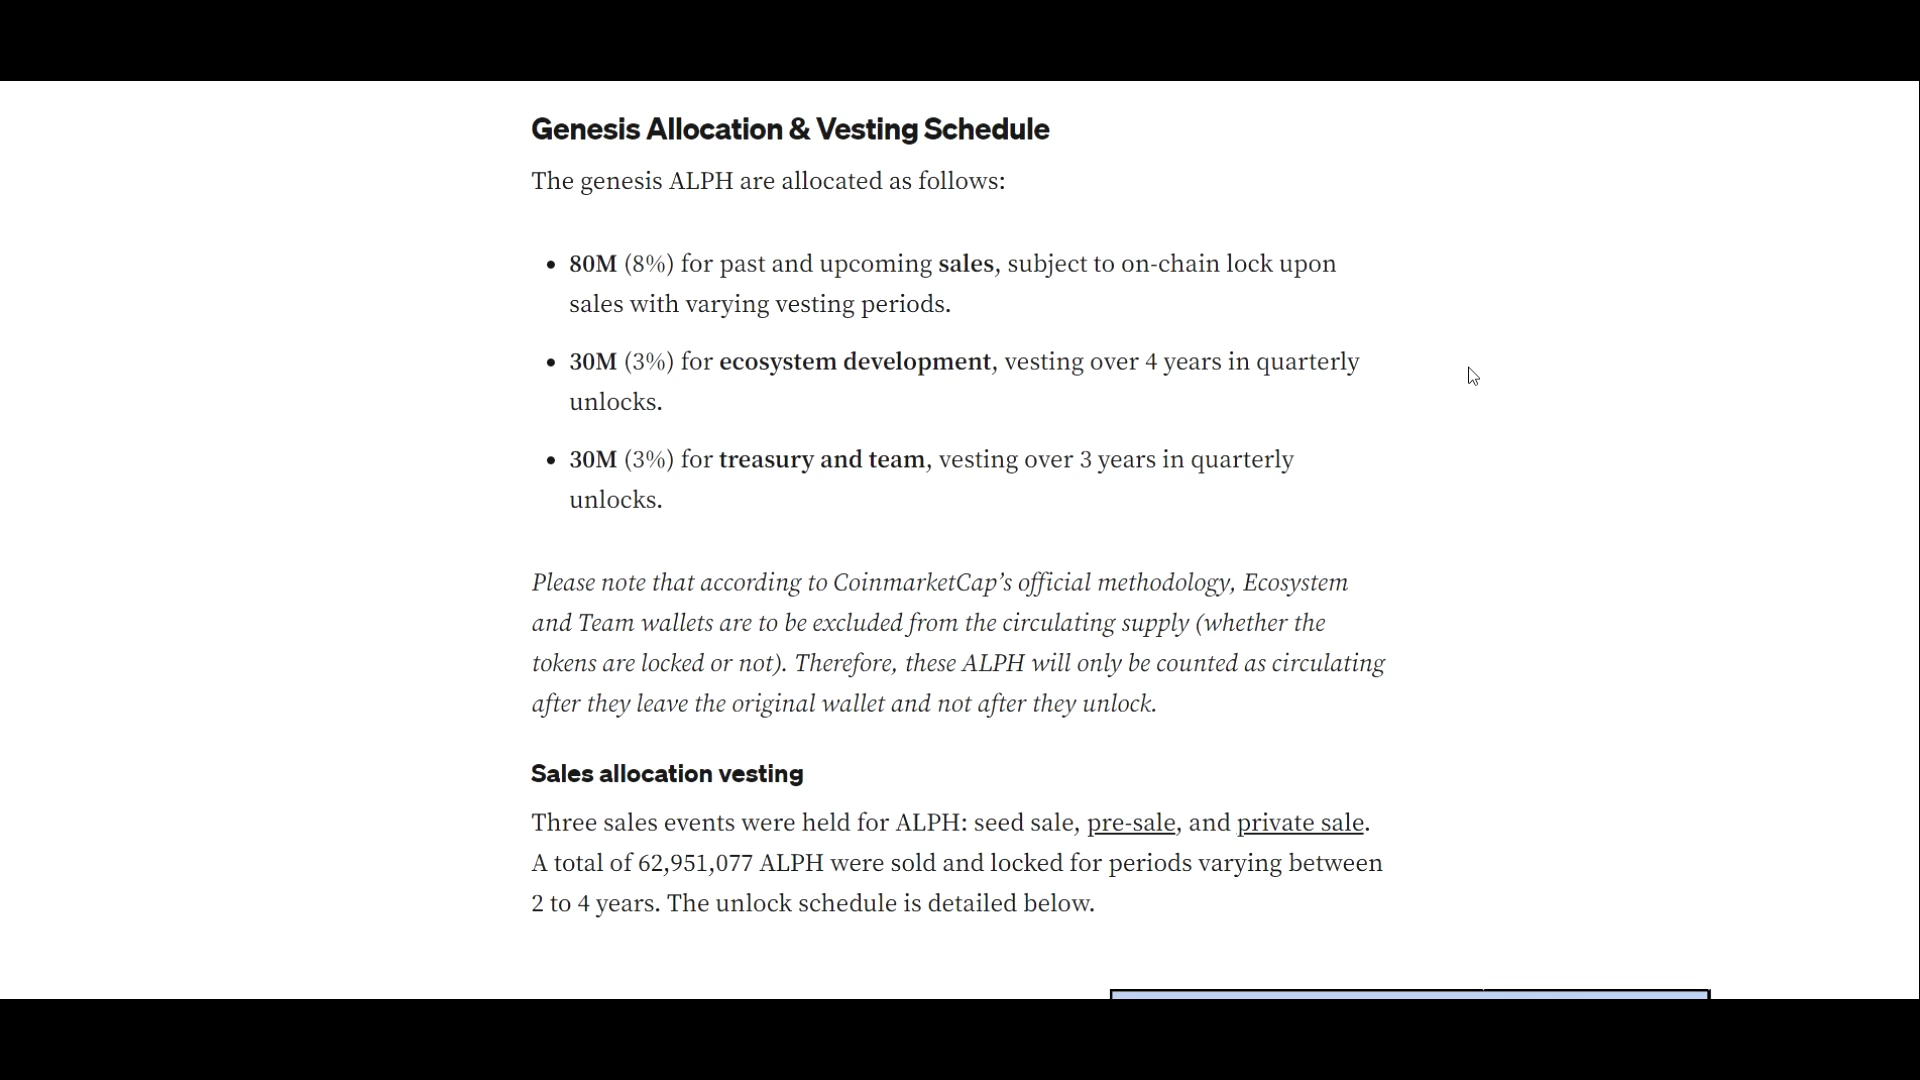 Genesis Allocation & Vesting Schedule
The genesis ALPH are allocated as follows:
• 80M (8%) for past and upcoming sales, subject to on-chain lock upon
sales with varying vesting periods.
• 30M (3%) for ecosystem development, vesting over 4 years in quarterly
unlocks.
• 30M (3%) for treasury and team, vesting over 3 years in quarterly
unlocks.
Please note that according to CoinmarketCap’s official methodology, Ecosystem
and Team wallets are to be excluded from the circulating supply (whether the
tokens are locked or not). Therefore, these ALPH will only be counted as circulating
after they leave the original wallet and not after they unlock.
Sales allocation vesting
Three sales events were held for ALPH: seed sale, pre-sale, and private sale.
A total of 62,951,077 ALPH were sold and locked for periods varying between
2 to 4 years. The unlock schedule is detailed below.